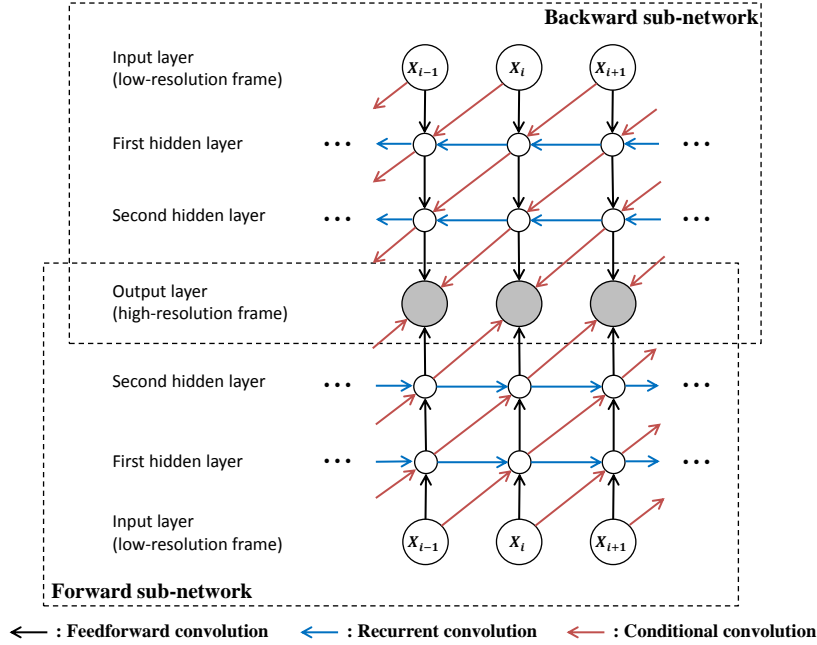 Backward sub-network
Input layer
(low-resolution frame)
X_{i−1} X_i X_{i+1}
First hidden layer
... ...
Second hidden layer
... ...
Output layer
(high-resolution frame)
Second hidden layer
... ...
First hidden layer
... ...
Input layer
(low-resolution frame)
X_{i−1} X_i X_{i+1}
Forward sub-network
: Feedforward convolution : Recurrent convolution : Conditional convolution